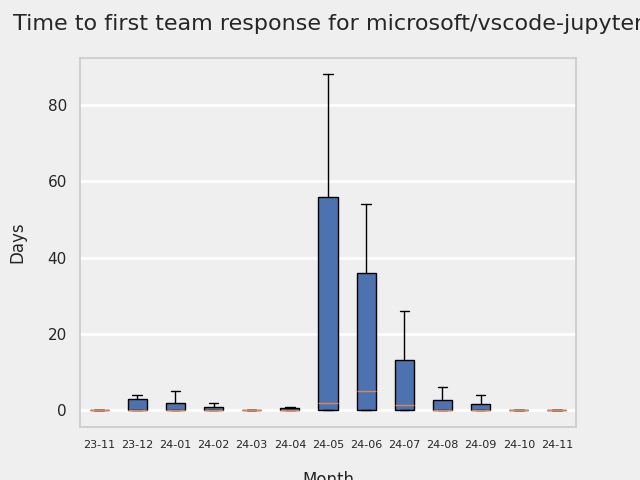 Time to first team response for microsoft/vscode-jupyter
Days
80
60
40
20
0
23-11 23-12 24-01 24-02 24-03 24-04 24-05 24-06 24-07 24-08 24-09 24-10 24-11
Month